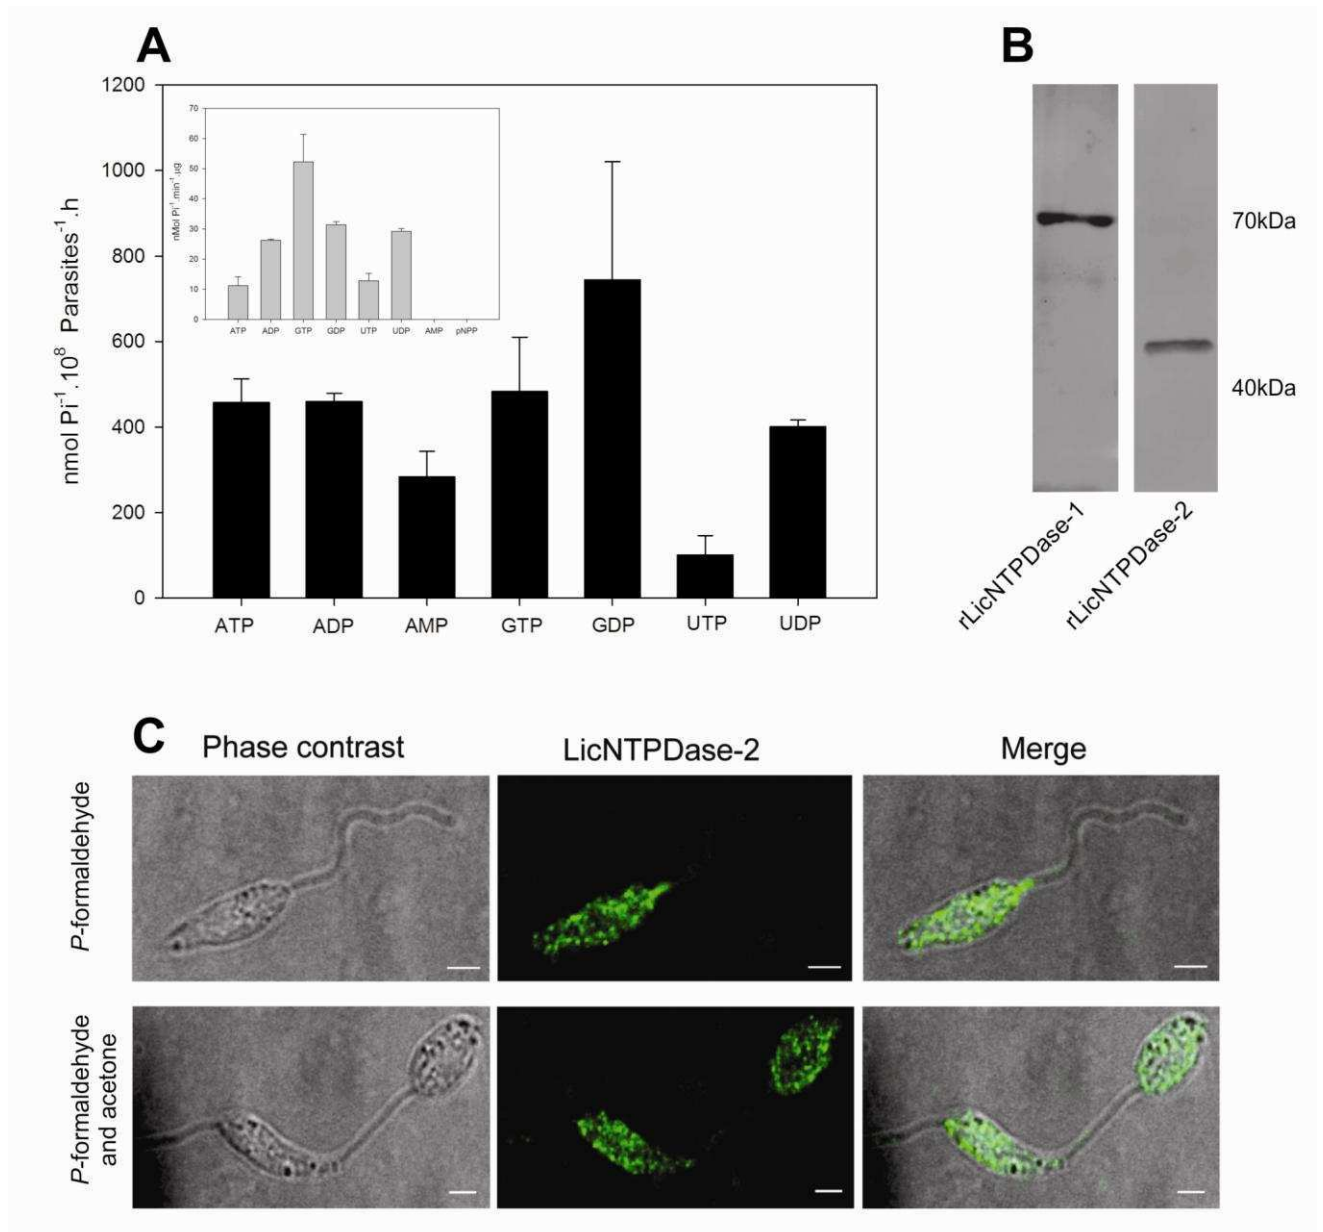 A
1200
1000
800
600
400
200
0
nmol Pi⁻¹.10⁸ Parasites⁻¹.h
ATP ADP AMP GTP GDP UTP UDP
70
60
50
40
30
20
10
0
nMol Pi⁻¹.min⁻¹.µg
ATP ADP GTP GDP UTP UDP AMP pNPP
B
70kDa
40kDa
rLicNTPDase-1
rLicNTPDase-2
C
Phase contrast LicNTPDase-2 Merge
P-formaldehyde
P-formaldehyde
and acetone